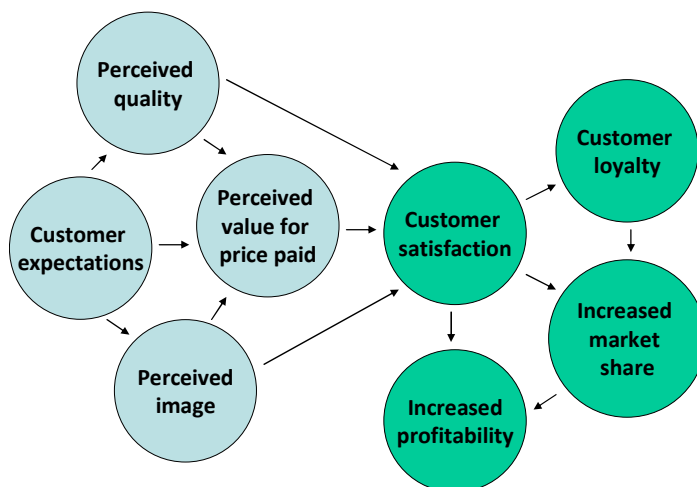 Perceived
quality
Customer
loyalty
Perceived
value for
price paid
Customer
satisfaction
Customer
expectations
Increased
market
share
Perceived
image
Increased
profitability